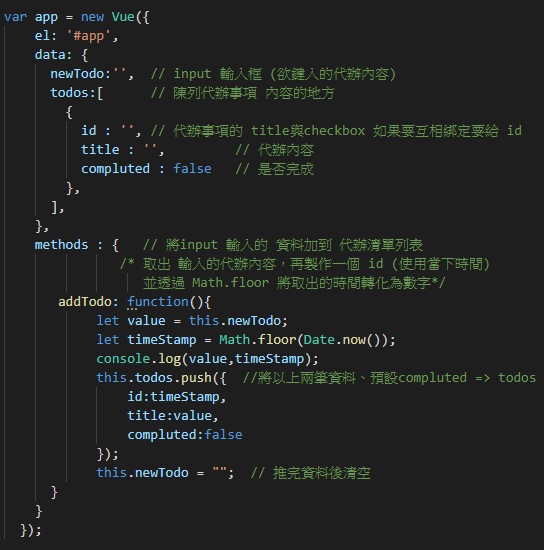 var app = new Vue({
el: '#app',
data: {
newTodo:'', // input 輸入框 (欲鍵入的代辦內容)
todos:[ // 陳列代辦事項 內容的地方
{
id : '', // 代辦事項的 title與checkbox 如果要互相綁定要給 id
title : '', // 代辦內容
compluted : false // 是否完成
},
],
},
methods : { // 將input 輸入的 資料加到 代辦清單列表
/* 取出 輸入的代辦內容，再製作一個 id (使用當下時間)
並透過 Math.floor 將取出的時間轉化為數字*/
addTodo: function(){
let value = this.newTodo;
let timeStamp = Math.floor(Date.now());
console.log(value,timeStamp);
this.todos.push({ //將以上兩筆資料、預設compluted => todos
id:timeStamp,
title:value,
compluted:false
});
this.newTodo = ""; // 推完資料後清空
}
}
});